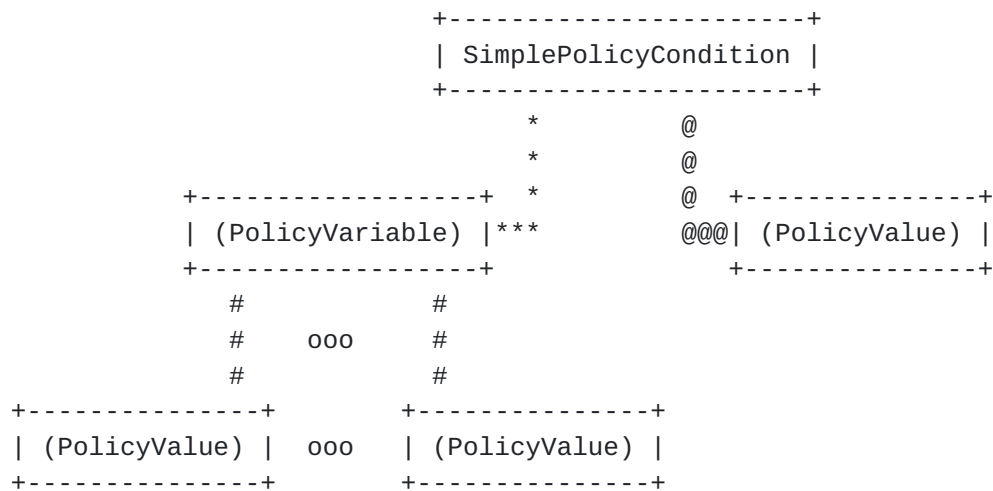 +-----------------------+
                           | SimplePolicyCondition |
                           +-----------------------+
                                 *         @
                                 *         @
           +------------------+  *         @  +---------------+
           | (PolicyVariable) |***         @@@| (PolicyValue) |
           +------------------+               +---------------+
              #            #
              #    ooo     #
              #            #
+---------------+        +---------------+
| (PolicyValue) |  ooo   | (PolicyValue) |
+---------------+        +---------------+